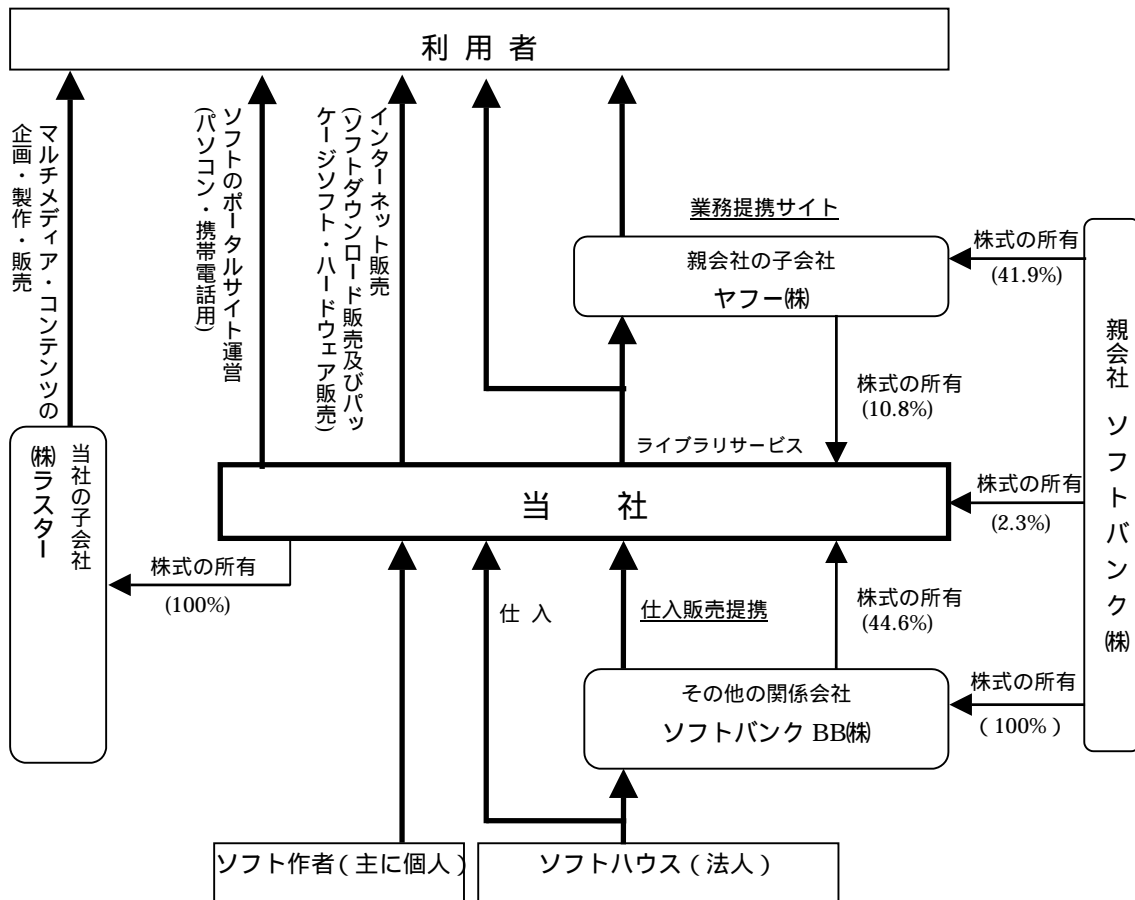 利 用 者
マルチメディア・コンテンツの
企画・製作・販売
ソフトのポータルサイト運営
(パソコン・携帯電話用)
インターネット販売
(ソフトダウンロード販売及びパッ
ケージソフト・ハードウェア販売)
業務提携サイト
親会社の子会社
ヤフー㈱
株式の所有
(41.9%)
株式の所有
(10.8%)
ライブラリサービス
当 社
株式の所有
(2.3%)
親会社 ソフトバンク㈱
当社の子会社
㈱ラスター
株式の所有
(100%)
仕 入
仕入販売提携
株式の所有
(44.6%)
その他の関係会社
ソフトバンク BB㈱
株式の所有
(100%)
ソフト作者(主に個人)
ソフトハウス(法人)